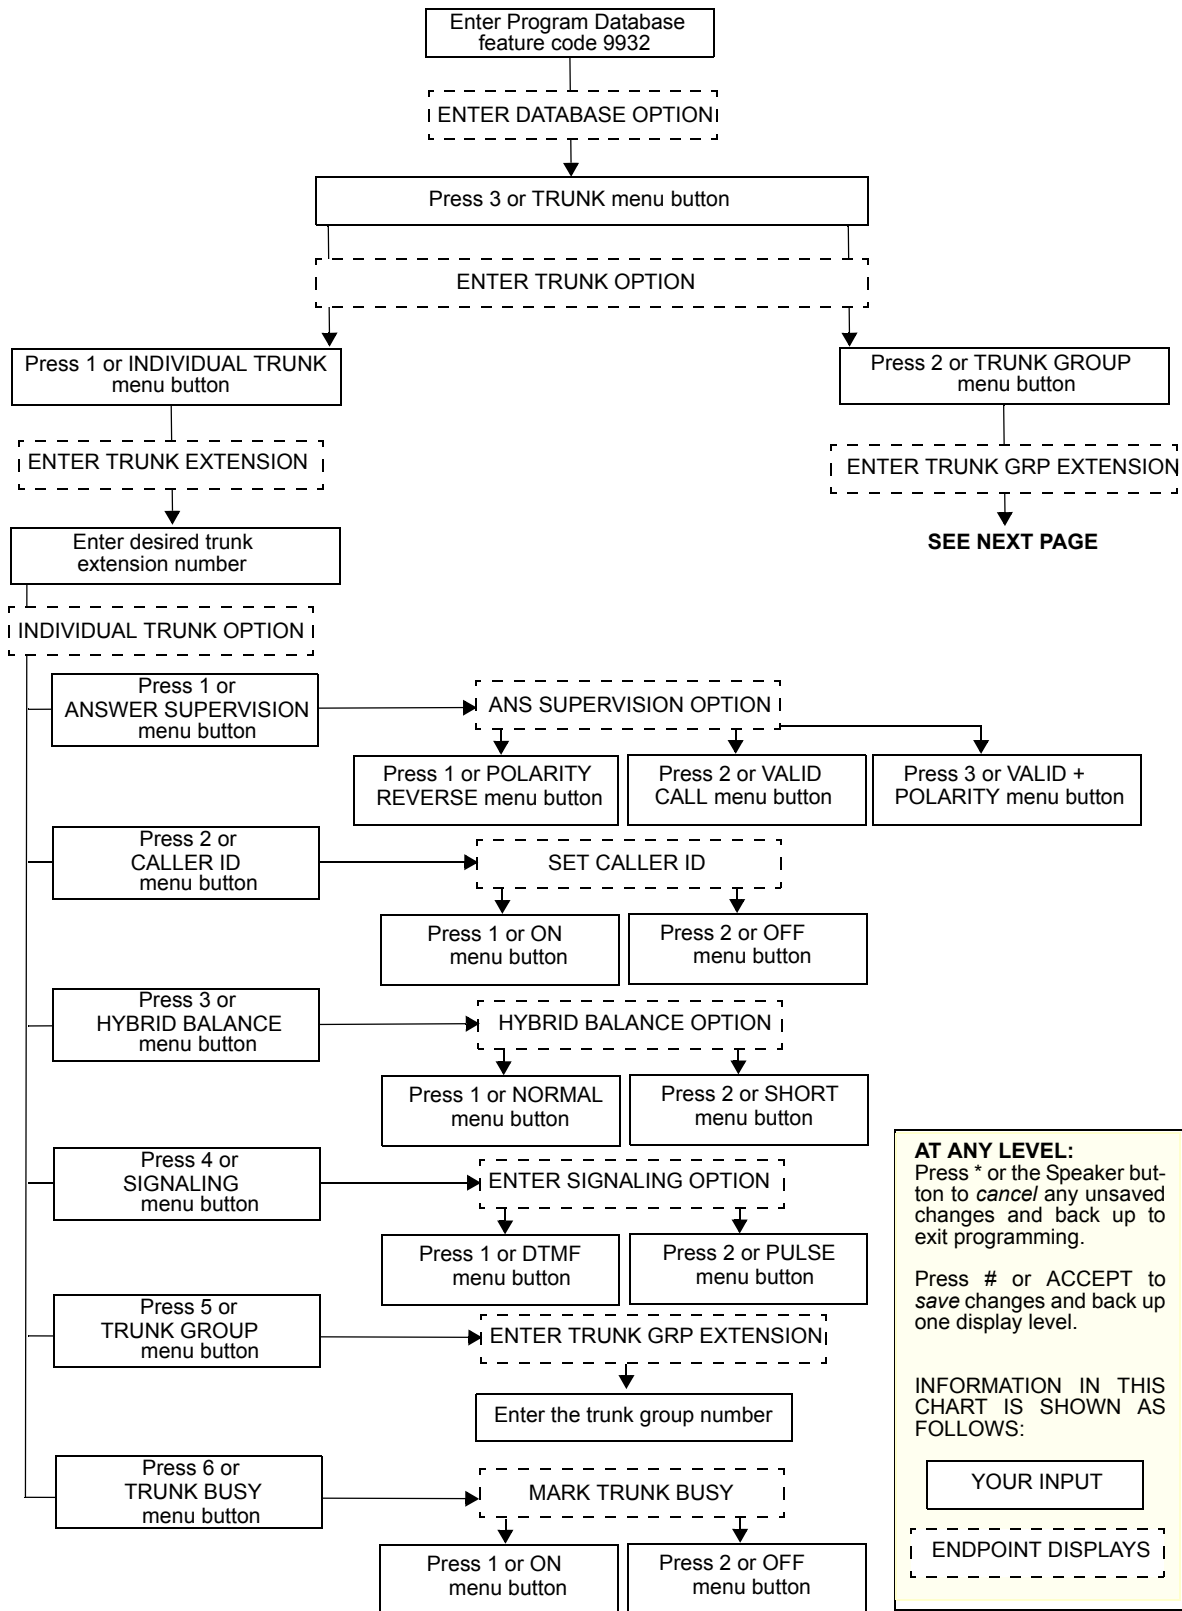 Enter Program Database
feature code 9932
ENTER DATABASE OPTION
Press 3 or TRUNK menu button
ENTER TRUNK OPTION
Press 1 or INDIVIDUAL TRUNK
menu button
Press 2 or TRUNK GROUP
menu button
ENTER TRUNK EXTENSION
ENTER TRUNK GRP EXTENSION
Enter desired trunk
extension number
SEE NEXT PAGE
INDIVIDUAL TRUNK OPTION
Press 1 or
ANSWER SUPERVISION
menu button
ANS SUPERVISION OPTION
Press 1 or POLARITY
REVERSE menu button
Press 2 or VALID
CALL menu button
Press 3 or VALID +
POLARITY menu button
Press 2 or
CALLER ID
menu button
SET CALLER ID
Press 1 or ON
menu button
Press 2 or OFF
menu button
Press 3 or
HYBRID BALANCE
menu button
HYBRID BALANCE OPTION
Press 1 or NORMAL
menu button
Press 2 or SHORT
menu button
Press 4 or
SIGNALING
menu button
ENTER SIGNALING OPTION
Press 1 or DTMF
menu button
Press 2 or PULSE
menu button
Press 5 or
TRUNK GROUP
menu button
ENTER TRUNK GRP EXTENSION
Enter the trunk group number
Press 6 or
TRUNK BUSY
menu button
MARK TRUNK BUSY
Press 1 or ON
menu button
Press 2 or OFF
menu button
AT ANY LEVEL:
Press * or the Speaker but-
ton to cancel any unsaved
changes and back up to
exit programming.
Press # or ACCEPT to
save changes and back up
one display level.
INFORMATION IN THIS
CHART IS SHOWN AS
FOLLOWS:
YOUR INPUT
ENDPOINT DISPLAYS